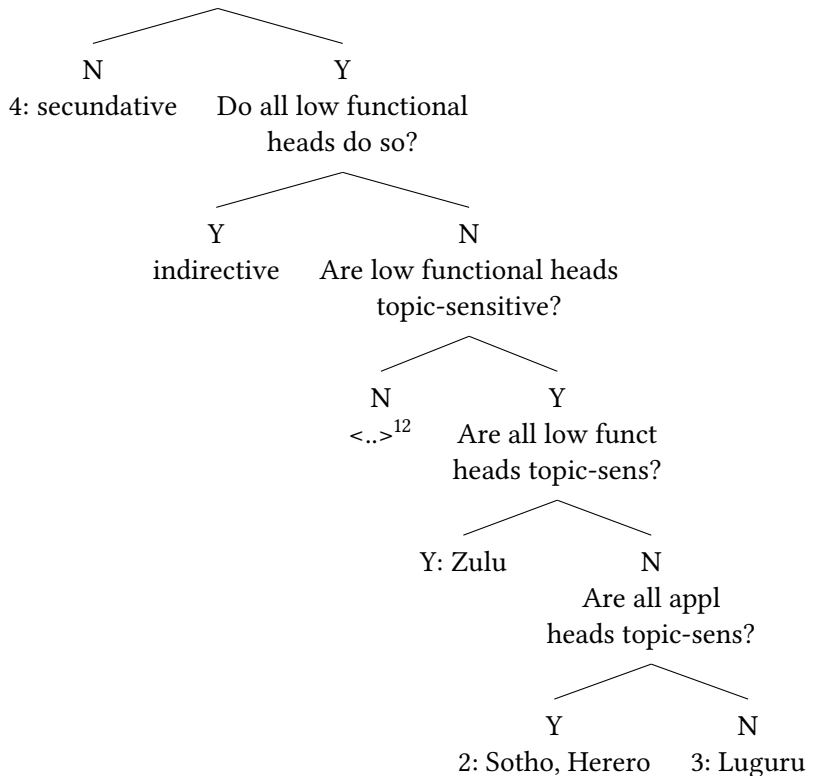 N Y
4: secundative Do all low functional
heads do so?
Y N
indirective Are low functional heads
topic-sensitive?
N Y
<..>12 Are all low funct
heads topic-sens?
Y: Zulu N
Are all appl
heads topic-sens?
Y N
2: Sotho, Herero 3: Luguru